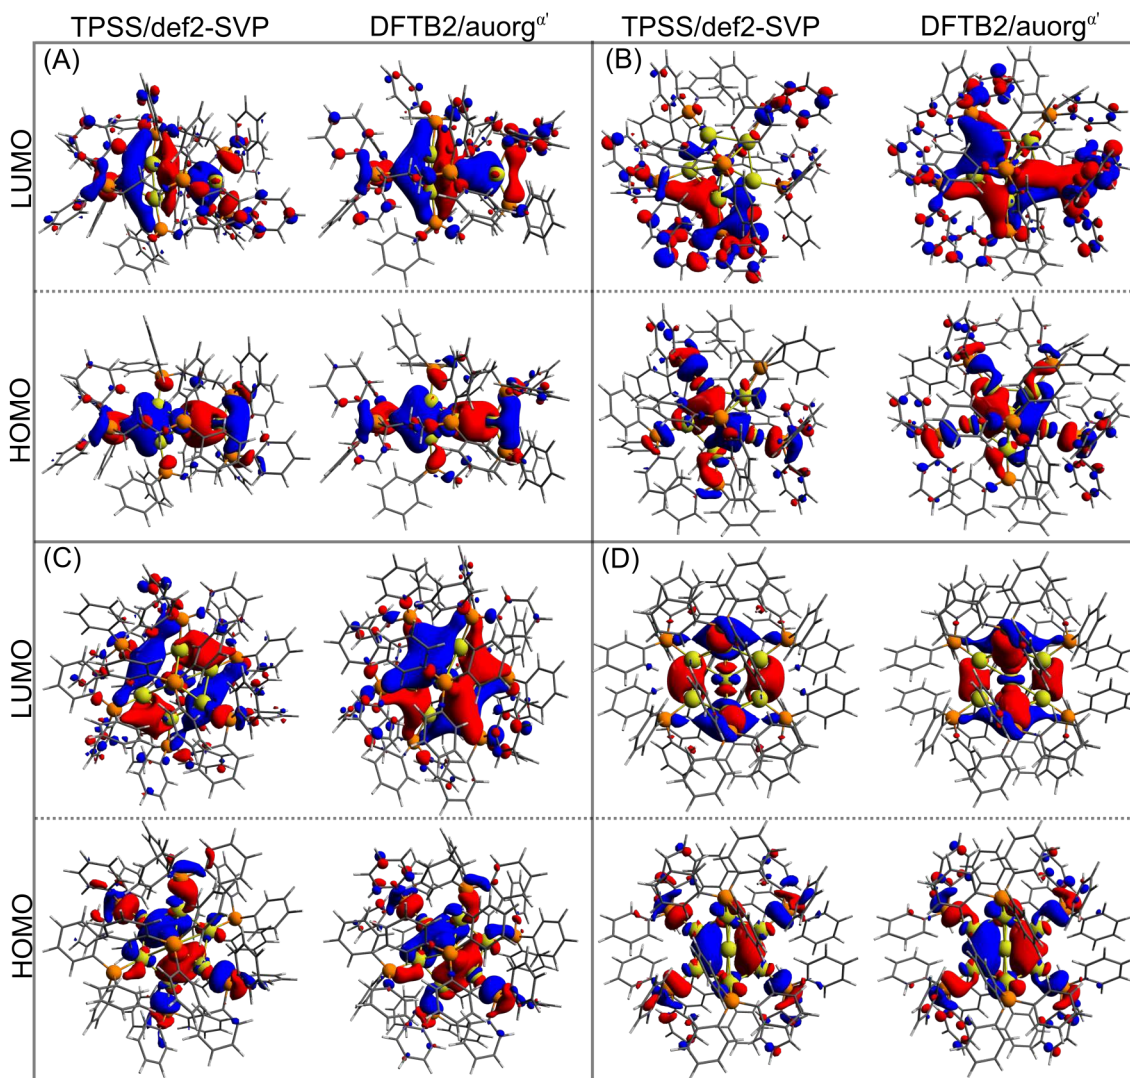 TPSS/def2-SVP DFTB2/auorg^α' TPSS/def2-SVP DFTB2/auorg^α'
(A) (B)
LUMO
HOMO
(C) (D)
LUMO
HOMO